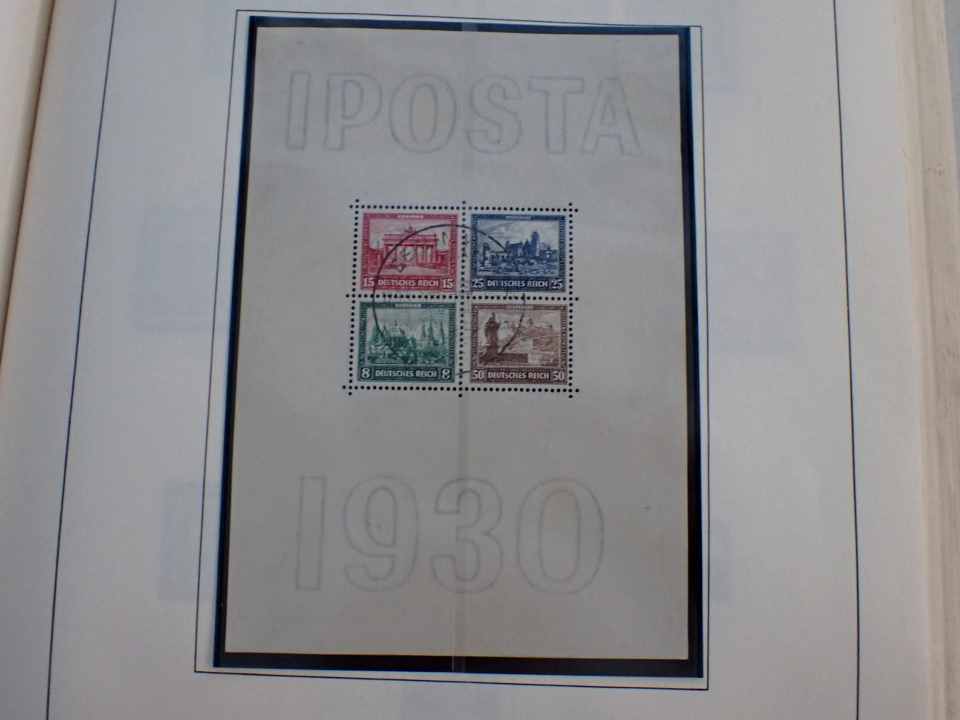 IPOSTA
15 DEUTSCHES REICH 15
25 DEUTSCHES REICH 25
8 DEUTSCHES REICH 8
50 DEUTSCHES REICH 50
1930